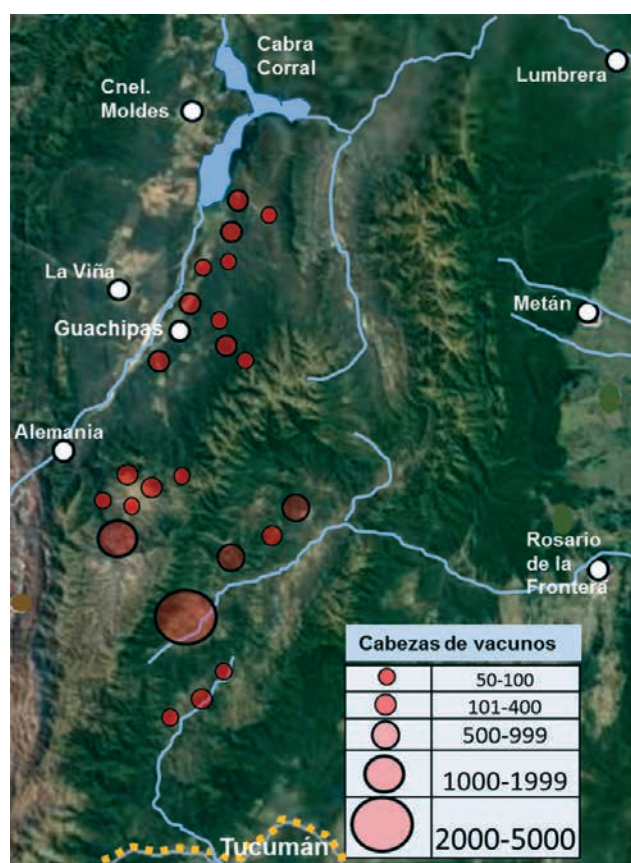 Cabra
Corral
Lumbrera
Cnel.
Moldes
La Viña
Metán
Guachipas
Alemania
Rosario
de la
Frontera
Cabezas de vacunos
50-100
101-400
500-999
1000-1999
2000-5000
Tucumán